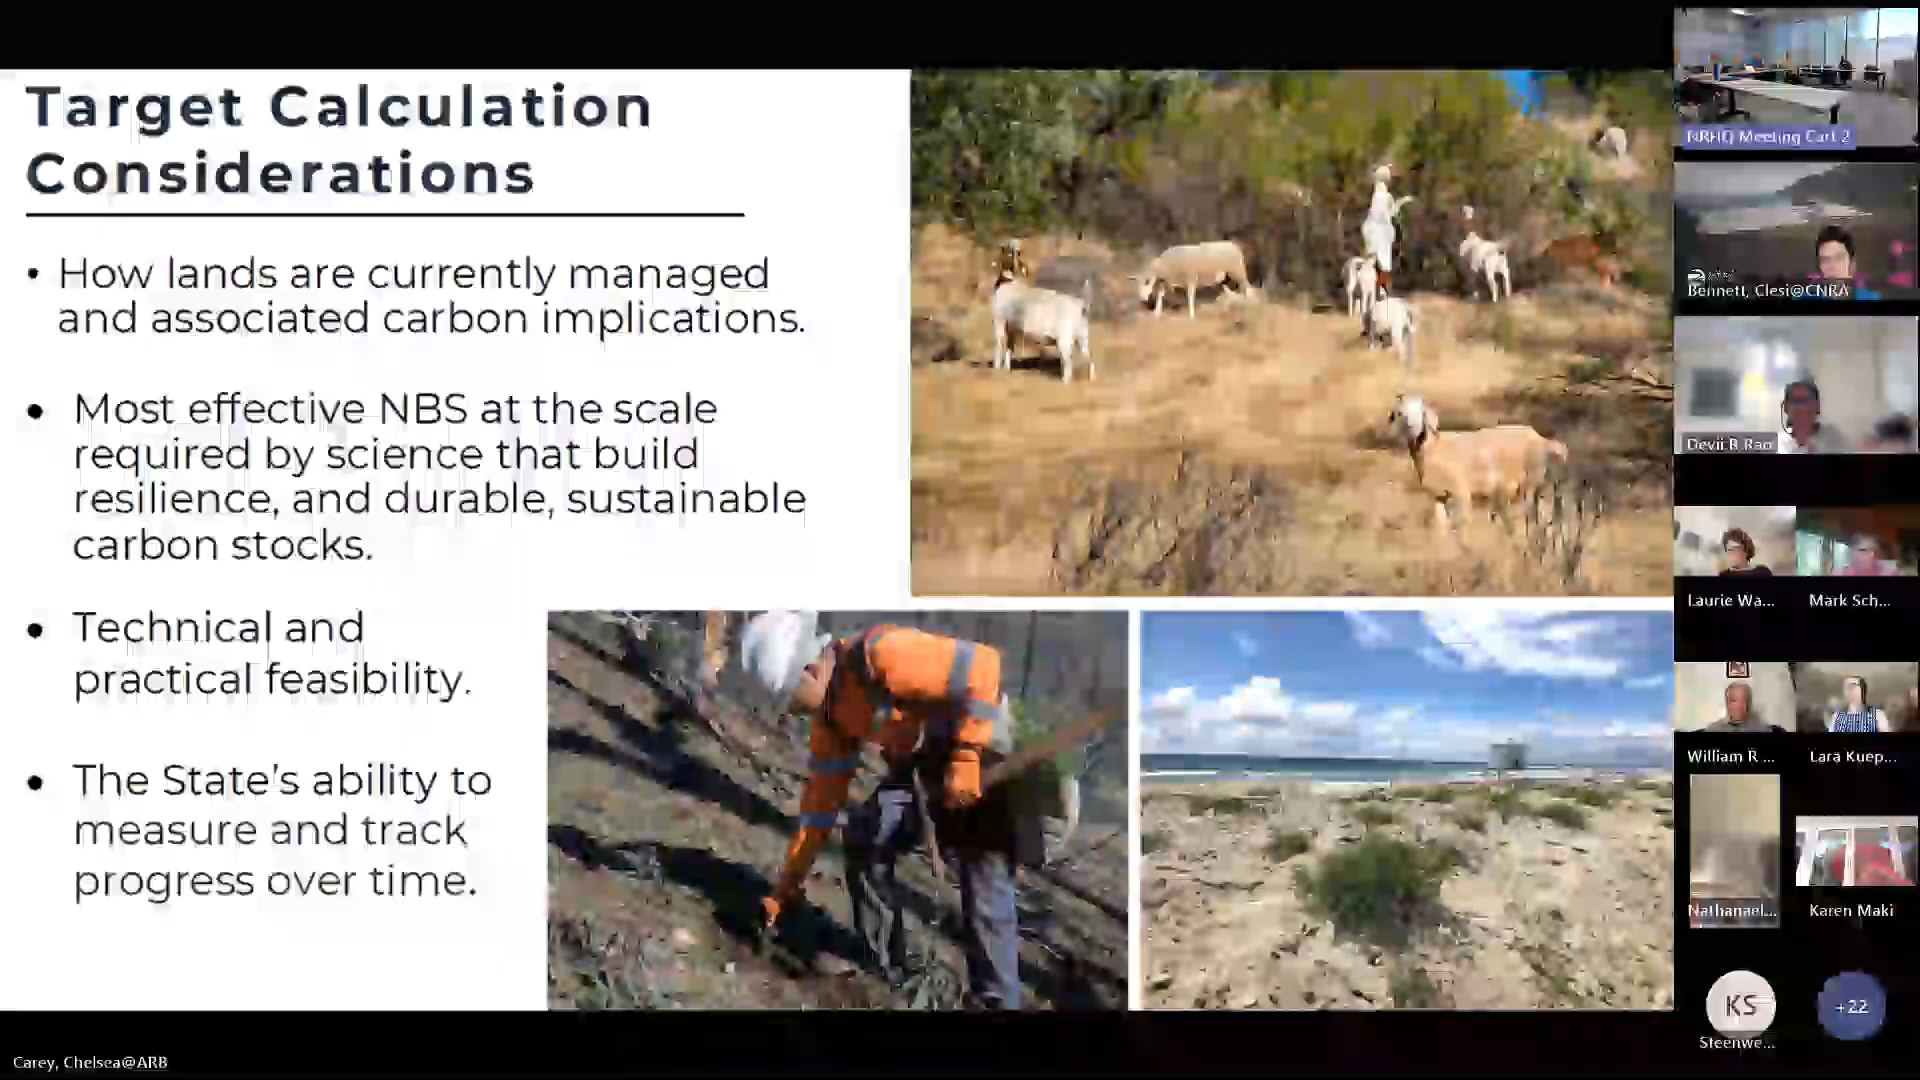 Target Calculation
Considerations
• How lands are currently managed
and associated carbon implications.
• Most effective NBS at the scale
required by science that build
resilience, and durable, sustainable
carbon stocks.
• Technical and
practical feasibility.
• The State's ability to
measure and track
progress over time.
Carey, Chelsea@ARB
NRHQ Meeting Cart 2
Bennett, Clesi@CNRA
Devii R Rao
Laurie Wa...
Mark Sch...
William R ...
Lara Kuep...
Nathanael...
Karen Maki
KS
+22
Steenwe...